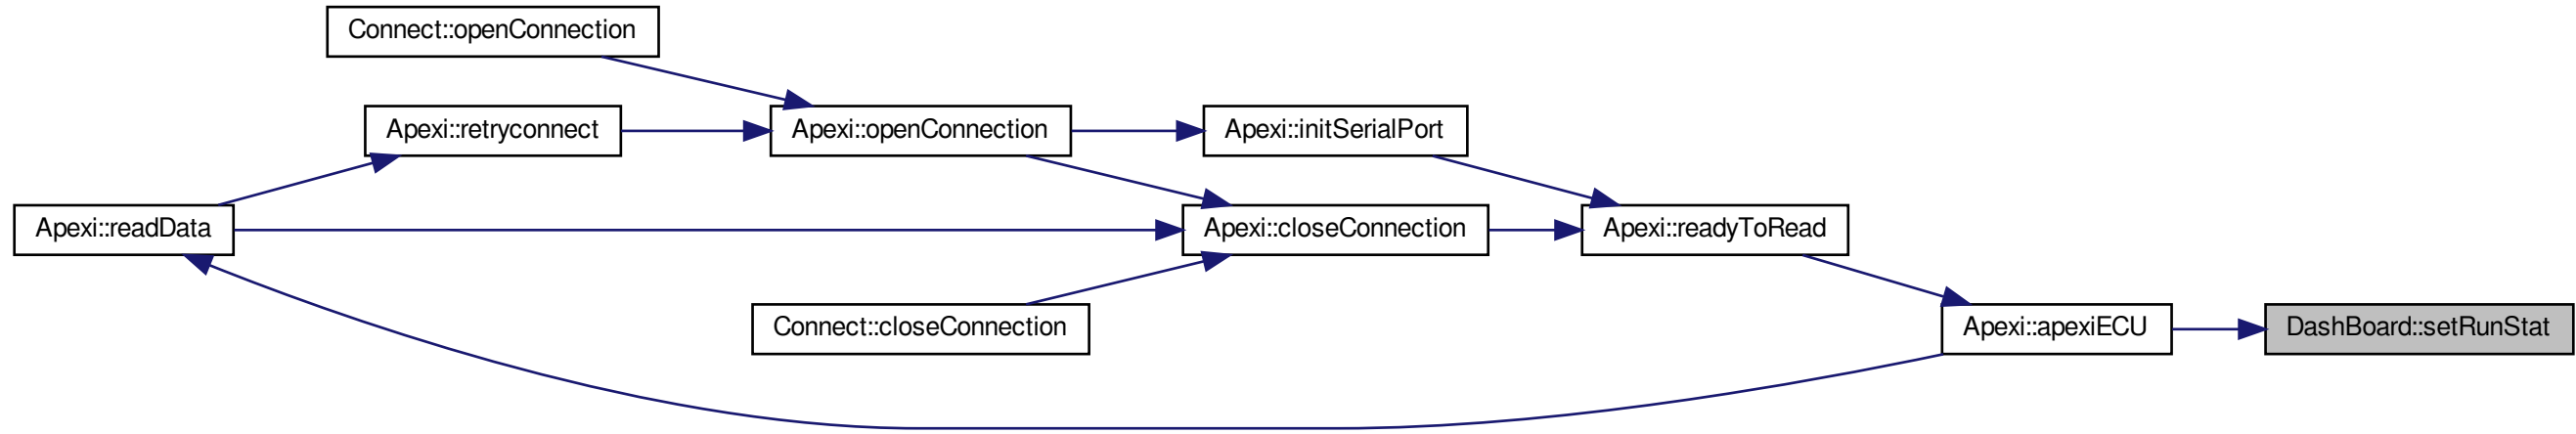 Connect::openConnection
Apexi::retryconnect
Apexi::openConnection
Apexi::initSerialPort
Apexi::readData
Apexi::closeConnection
Apexi::readyToRead
Connect::closeConnection
Apexi::apexiECU
DashBoard::setRunStat